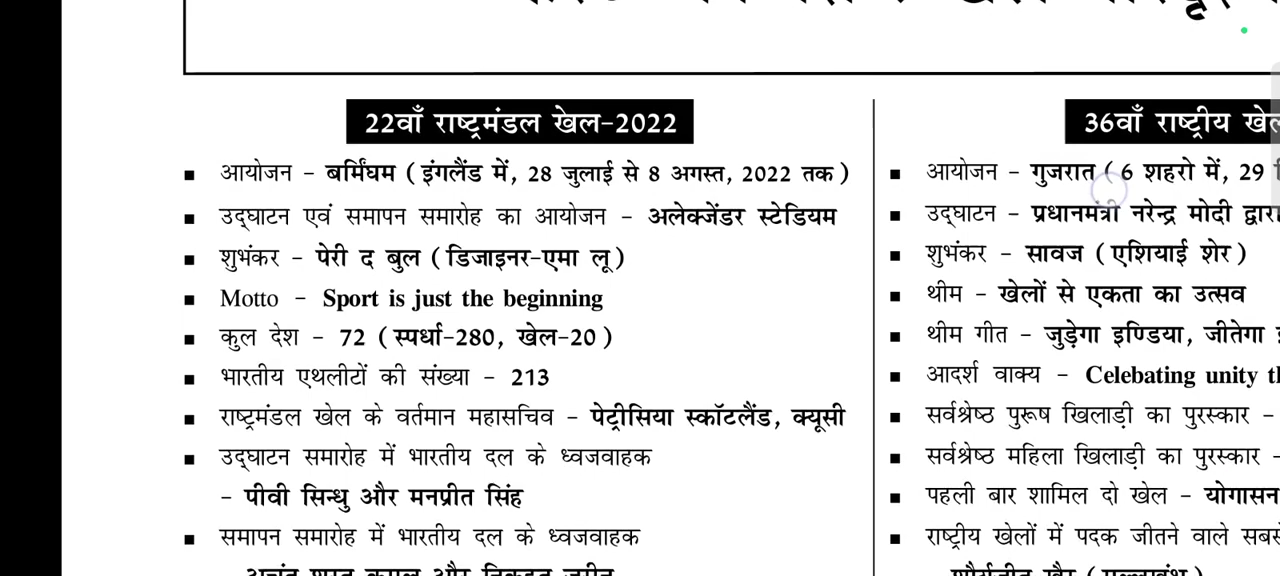 22वाँ राष्ट्रमंडल खेल-2022
▪ आयोजन - बर्मिंघम ( इंगलैंड में, 28 जुलाई से 8 अगस्त, 2022 तक )
▪ उद्घाटन एवं समापन समारोह का आयोजन - अलेक्जेंडर स्टेडियम
▪ शुभंकर - पेरी द बुल ( डिजाइनर-एमा लू )
▪ Motto - Sport is just the beginning
▪ कुल देश - 72 ( स्पर्धा-280, खेल-20 )
▪ भारतीय एथलीटों की संख्या - 213
▪ राष्ट्रमंडल खेल के वर्तमान महासचिव - पेट्रीसिया स्कॉटलैंड, क्यूसी
▪ उद्घाटन समारोह में भारतीय दल के ध्वजवाहक
- पीवी सिन्धु और मनप्रीत सिंह
▪ समापन समारोह में भारतीय दल के ध्वजवाहक
36वाँ राष्ट्रीय
▪ आयोजन - गुजरात ( 6 शहरो में, 29
▪ उद्घाटन - प्रधानमंत्री नरेन्द्र मोदी द्वारा
▪ शुभंकर - सावज ( एशियाई शेर )
▪ थीम - खेलों से एकता का उत्सव
▪ थीम गीत - जुड़ेगा इण्डिया, जीतेगा
▪ आदर्श वाक्य - Celebating unity
▪ सर्वश्रेष्ठ पुरूष खिलाड़ी का पुरस्कार -
▪ सर्वश्रेष्ठ महिला खिलाड़ी का पुरस्कार -
▪ पहली बार शामिल दो खेल - योगासन
▪ राष्ट्रीय खेलों में पदक जीतने वाले